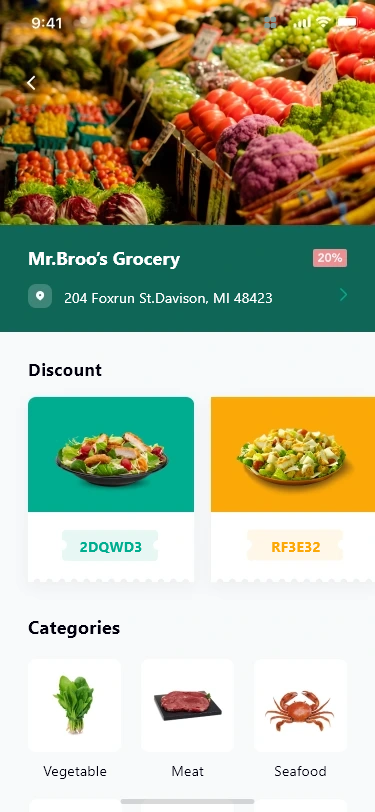 9:41
Mr.Broo's Grocery
20%
204 Foxrun St.Davison, MI 48423
Discount
2DQWD3
RF3E32
Categories
Vegetable
Meat
Seafood